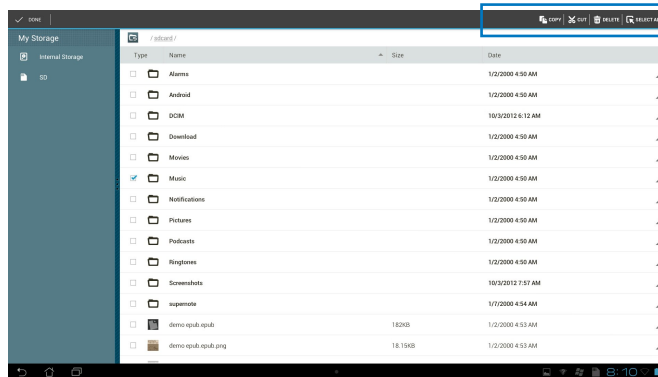 DONE COPY CUT DELETE SELECT A
My Storage / sdcard /
Internal Storage Type Name Size Date
SD Alarms 1/2/2000 4:50 AM
Android 1/2/2000 4:50 AM
DCIM 10/3/2012 6:12 AM
Download 1/2/2000 4:50 AM
Movies 1/2/2000 4:50 AM
Music 1/2/2000 4:50 AM
Notifications 1/2/2000 4:50 AM
Pictures 1/2/2000 4:50 AM
Podcasts 1/2/2000 4:50 AM
Ringtones 1/2/2000 4:50 AM
Screenshots 10/3/2012 7:57 AM
supernote 1/7/2000 4:54 AM
demo epub.epub 182KB 1/2/2000 4:53 AM
demo epub.epub.png 18.15KB 1/2/2000 4:53 AM
8:10